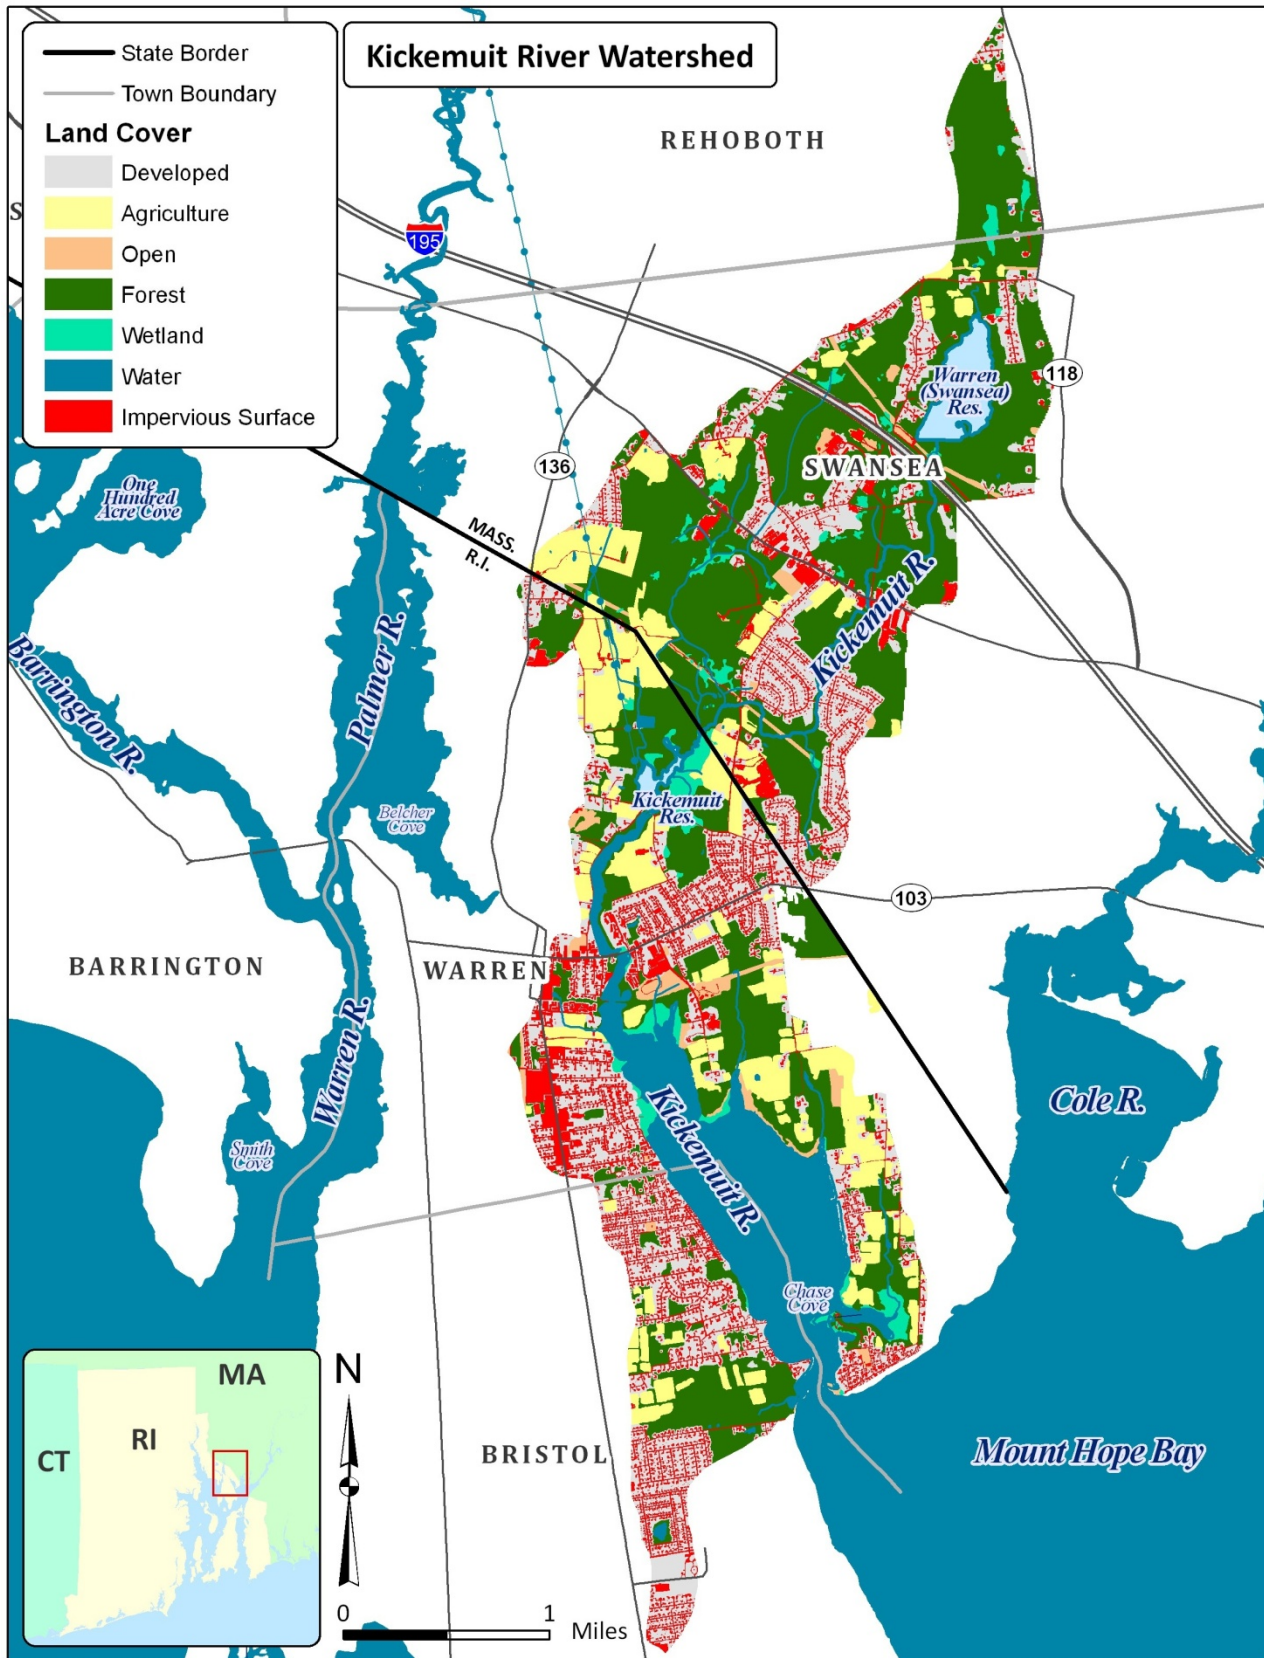 State Border
Town Boundary
Land Cover
Developed
Agriculture
Open
Forest
Wetland
Water
Impervious Surface
Kickemuit River Watershed
REHOBOTH
S
195
118
Warren
(Swansea)
Res.
SWANSEA
136
One
Hundred
Acre Cove
MASS.
R.I.
Kickemuit R.
Palmer R.
Barrington R.
Kickemuit
Res.
Belcher
Cove
103
BARRINGTON
WARREN
Warren R.
Kickemuit R.
Cole R.
Smith
Cove
Chase
Cove
MA
RI
CT
N
BRISTOL
Mount Hope Bay
0 1
Miles